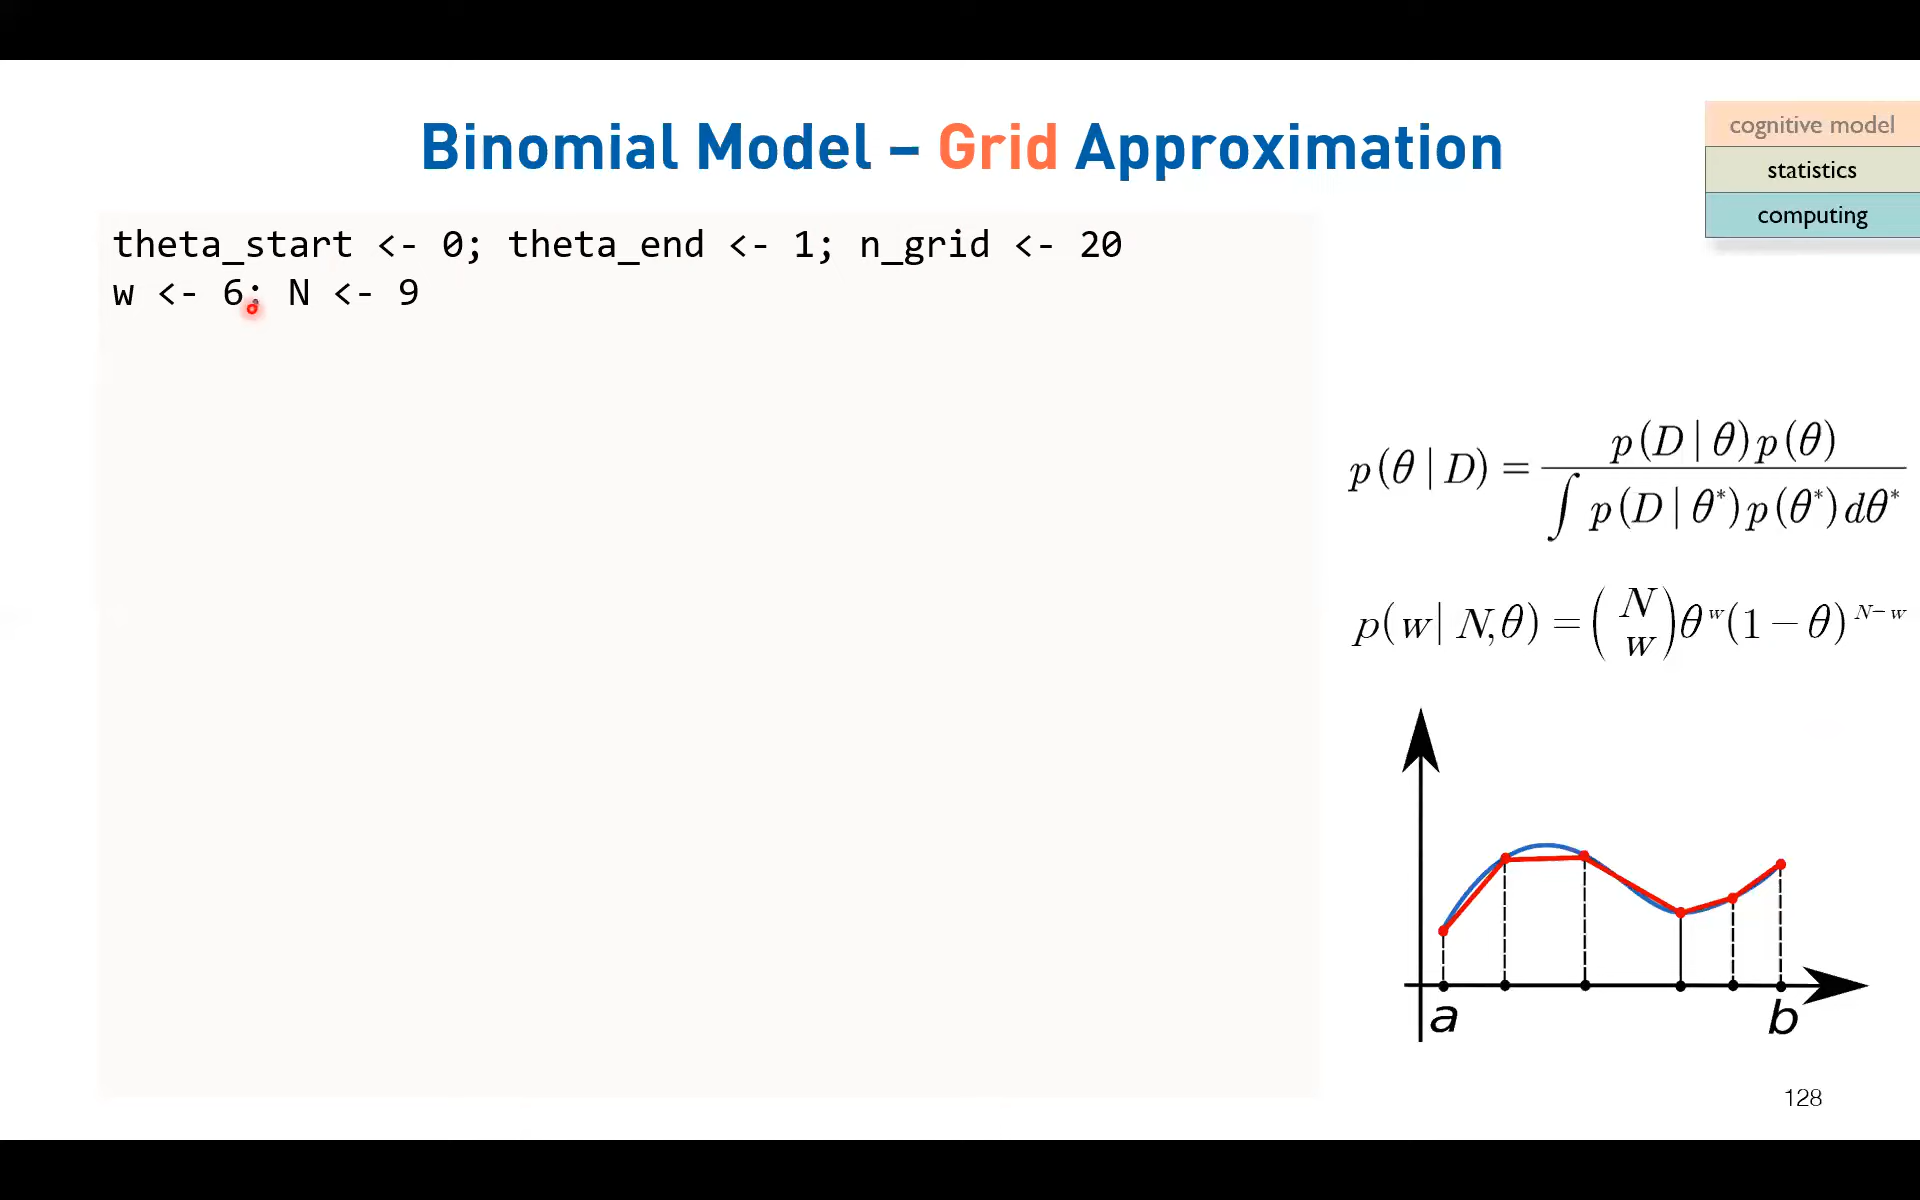 Binomial Model – Grid Approximation
cognitive model
statistics
computing
theta_start <- 0; theta_end <- 1; n_grid <- 20
w <- 6; N <- 9
p(θ | D) = p(D | θ)p(θ) / ∫ p(D | θ*)p(θ*)dθ*
p(w| N,θ) = (N w)θ^w(1 − θ)^N−w
a b
128